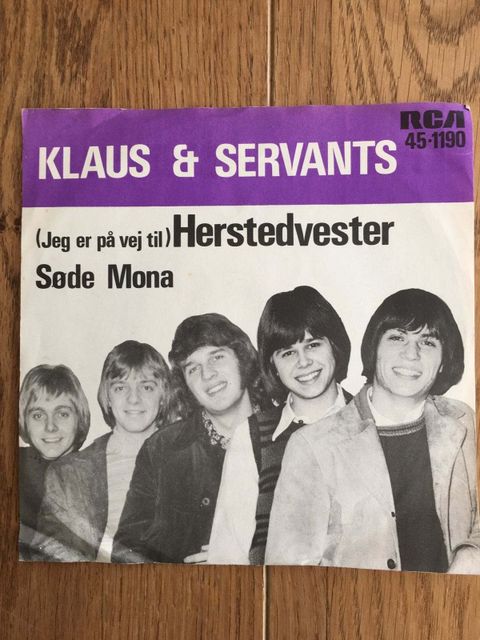 RCA
45-1190
KLAUS & SERVANTS
(Jeg er på vej til) Herstedvester
Søde Mona